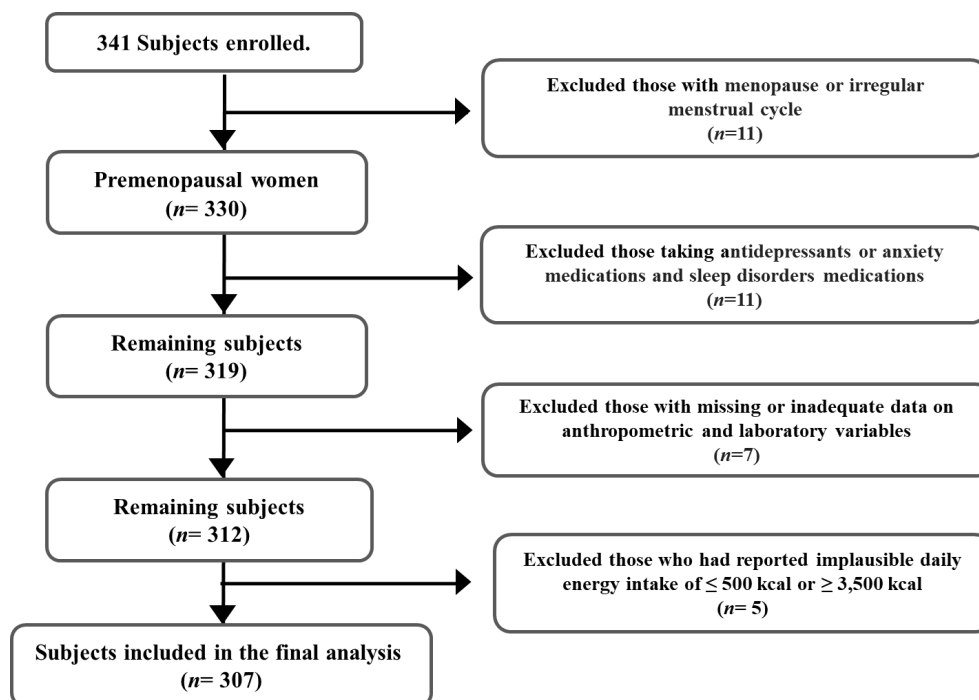 341 Subjects enrolled.
Excluded those with menopause or irregular
menstrual cycle
(n=11)
Premenopausal women
(n= 330)
Excluded those taking antidepressants or anxiety
medications and sleep disorders medications
(n=11)
Remaining subjects
(n= 319)
Excluded those with missing or inadequate data on
anthropometric and laboratory variables
(n=7)
Remaining subjects
(n= 312)
Excluded those who had reported implausible daily
energy intake of ≤ 500 kcal or ≥ 3,500 kcal
(n= 5)
Subjects included in the final analysis
(n= 307)